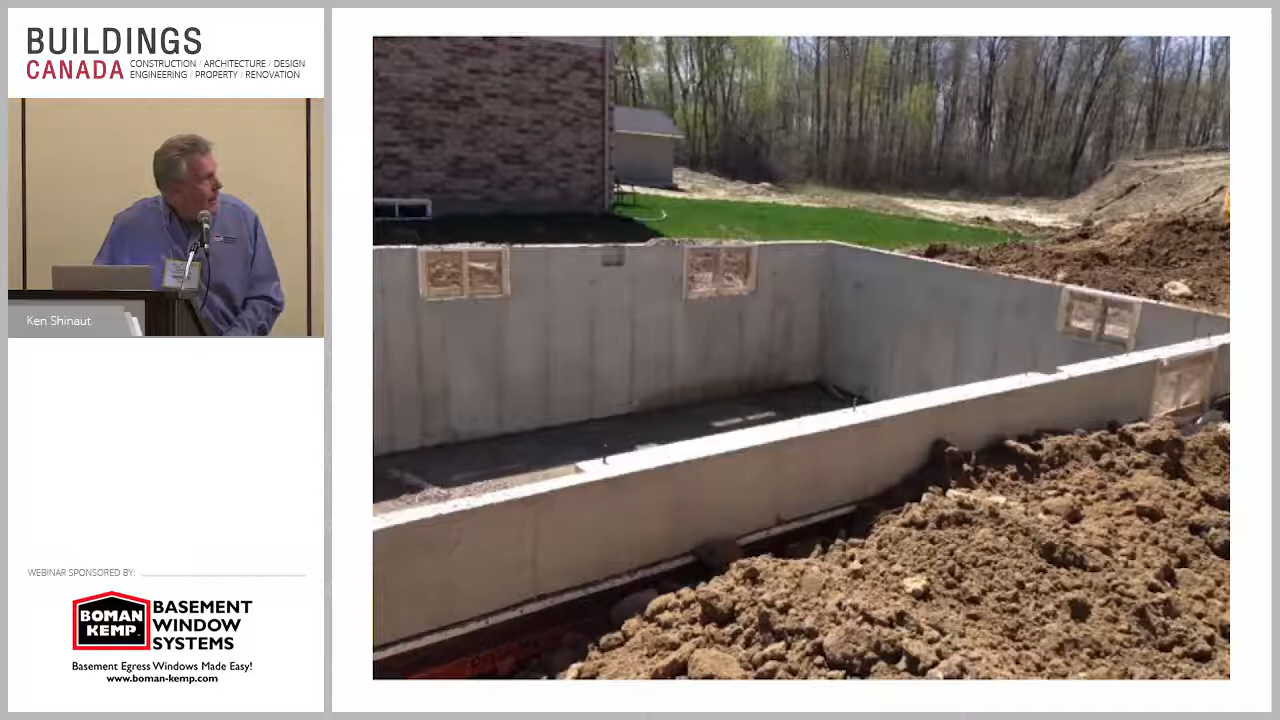 BUILDINGS
CANADA
CONSTRUCTION / ARCHITECTURE / DESIGN
ENGINEERING / PROPERTY / RENOVATION
Ken Shinaut
WEBINAR SPONSORED BY:
BOMAN
KEMP
BASEMENT
WINDOW
SYSTEMS
Basement Egress Windows Made Easy!
www.boman-kemp.com